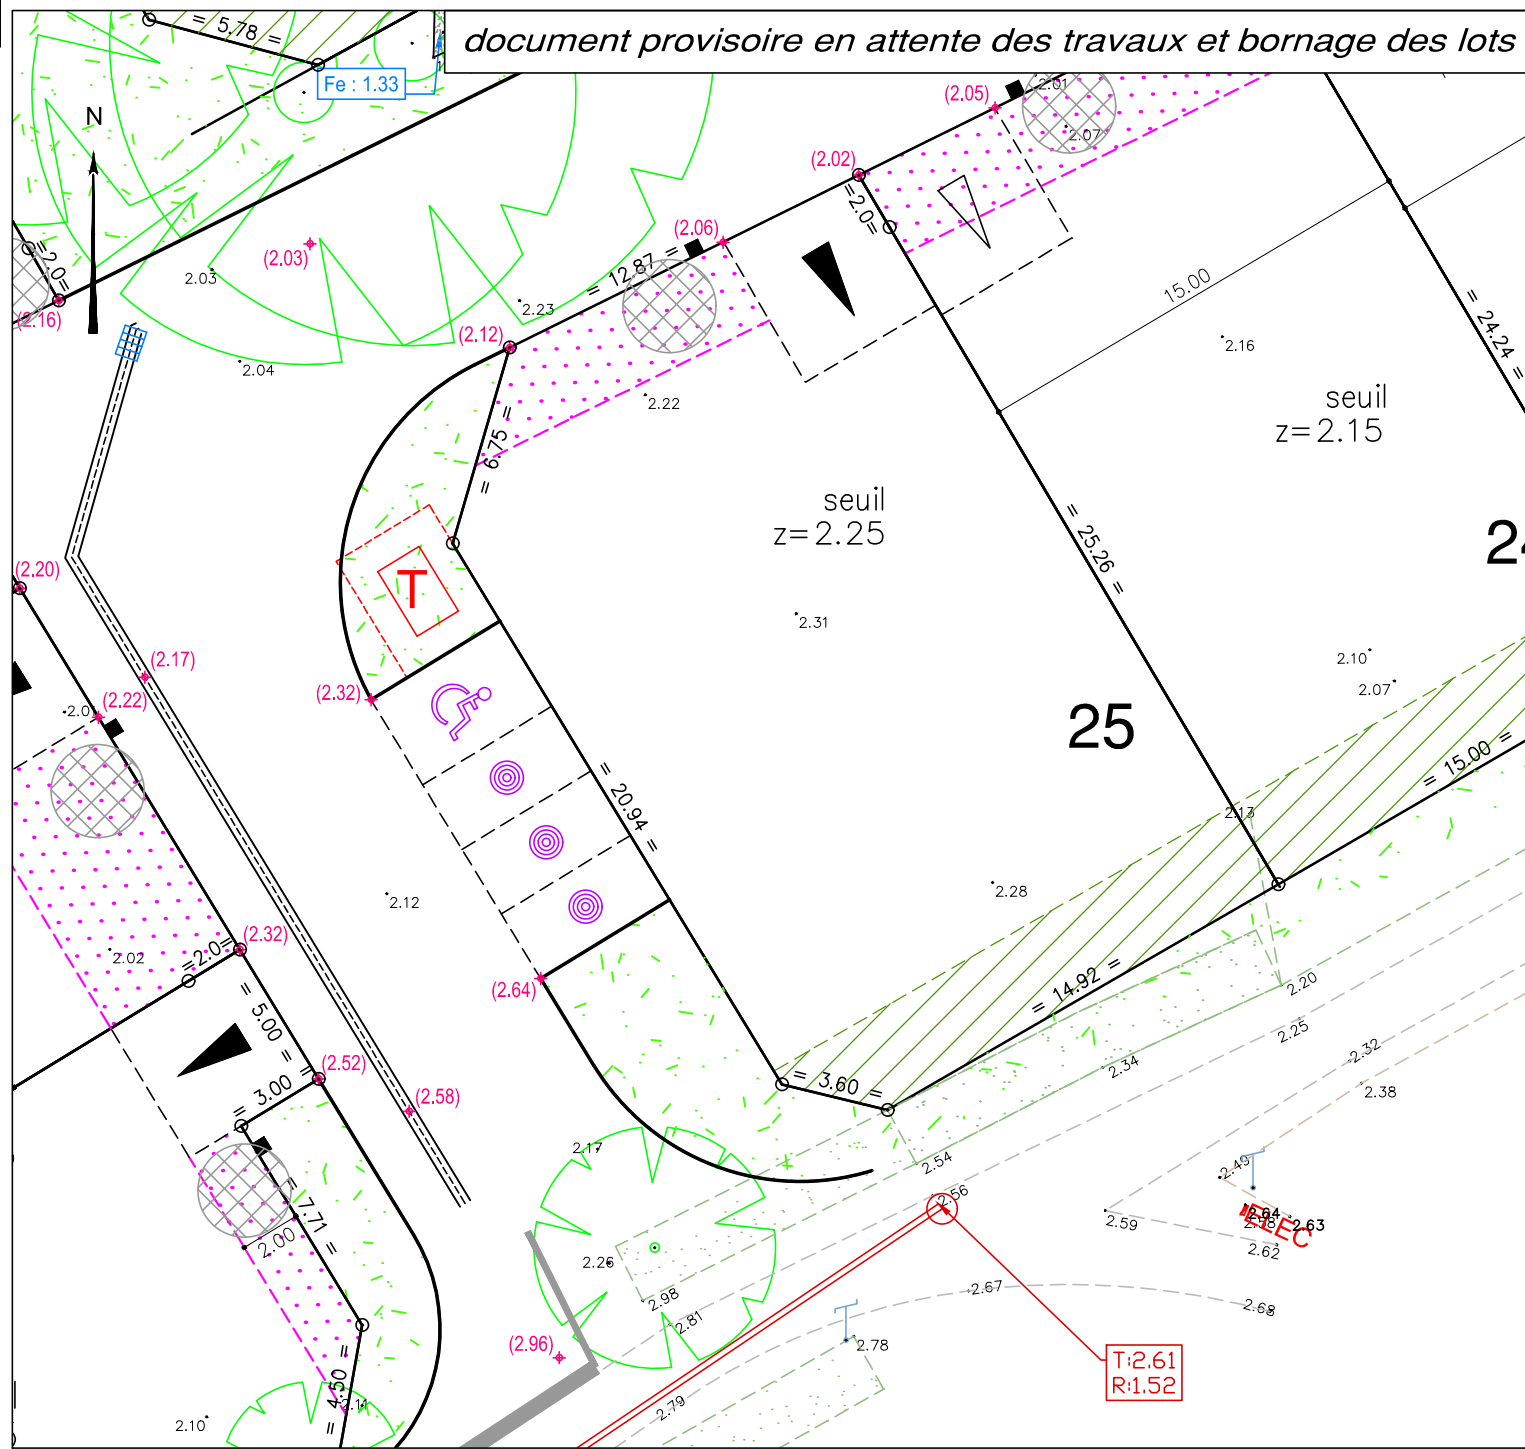 document provisoire en attente des travaux et bornage des lots
= 5.78 =
Fe : 1.33
N
(2.05)
2.01
2.07
(2.02)
=2.0=
(2.06)
(2.03)
2.03
=2.0=
(2.16)
= 12.87 =
2.23
(2.12)
2.04
15.00
= 24.24 =
2.16
2.22
seuil
z=2.15
= 6.75 =
seuil
z=2.25
= 25.26 =
(2.20)
T
2.31
(2.17)
(2.32)
(2.22)
2.10
2.07
25
= 15.00 =
= 20.94 =
2.13
2.12
2.28
(2.32)
=2.0=
2.02
(2.64)
= 14.92 =
2.20
= 5.00 =
2.25
2.32
2.34
2.38
(2.52)
= 3.00 =
= 3.60 =
(2.58)
2.17
2.54
2.49
2.56
2.59
2.64
2.63
ELEC
2.62
= 7.71 =
2.00
2.26
2.67
2.98
2.68
2.81
(2.96)
2.78
T:2.61
R:1.52
= 4.50 =
2.11
2.79
2.10